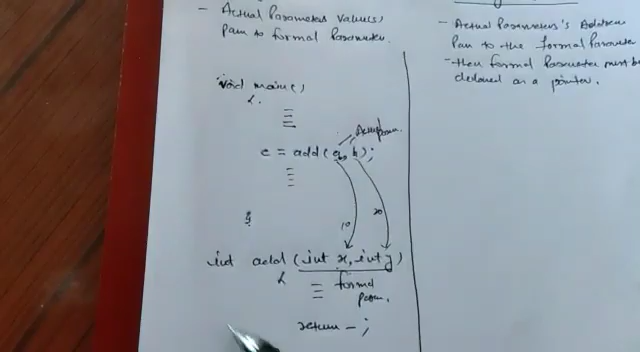 - Actual Parameters values,
Pass to formal Parameter.
void main()
{
c = add(a, b);
Actual param.
10
20
}
int add (int x, int y)
{
formal
param.
return - ;
- Actual Parameters's Address
Pass to the formal Parameter
- then formal Parameter must be
declared as a pointer.